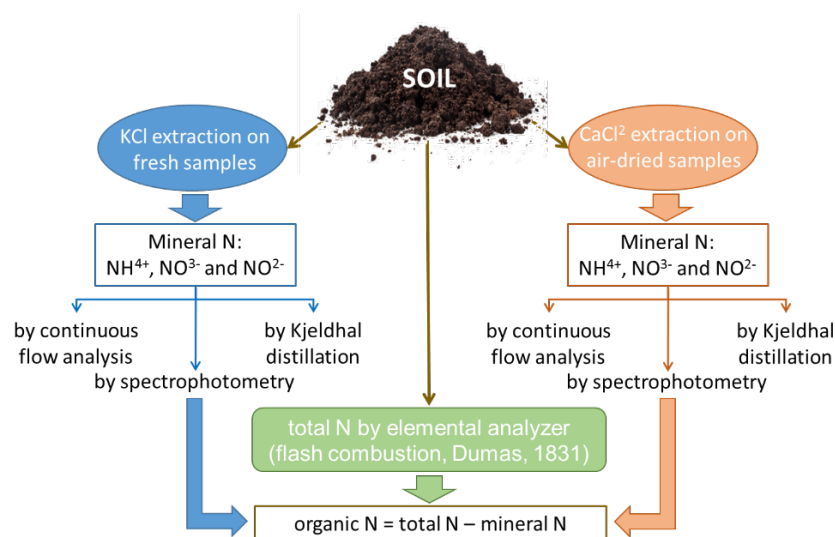 SOIL
KCl extraction on
fresh samples
CaCl² extraction on
air-dried samples
Mineral N:
NH⁴⁺, NO³⁻ and NO²⁻
Mineral N:
NH⁴⁺, NO³⁻ and NO²⁻
by continuous
flow analysis
by Kjeldhal
distillation
by spectrophotometry
by continuous
flow analysis
by Kjeldhal
distillation
by spectrophotometry
total N by elemental analyzer
(flash combustion, Dumas, 1831)
organic N = total N – mineral N